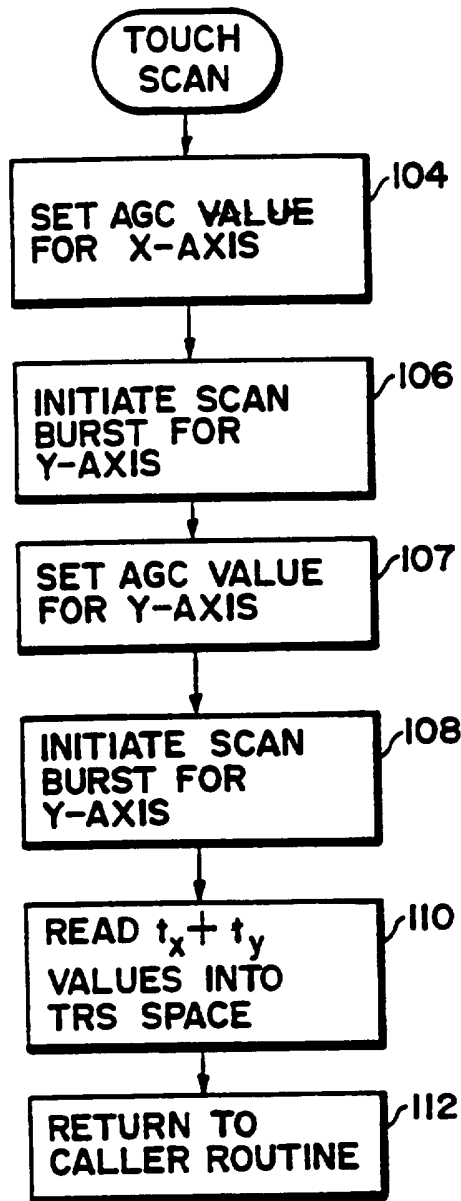 TOUCH
SCAN
104
SET AGC VALUE
FOR X-AXIS
106
INITIATE SCAN
BURST FOR
Y-AXIS
107
SET AGC VALUE
FOR Y-AXIS
108
INITIATE SCAN
BURST FOR
Y-AXIS
110
READ tx + ty
VALUES INTO
TRS SPACE
112
RETURN TO
CALLER ROUTINE